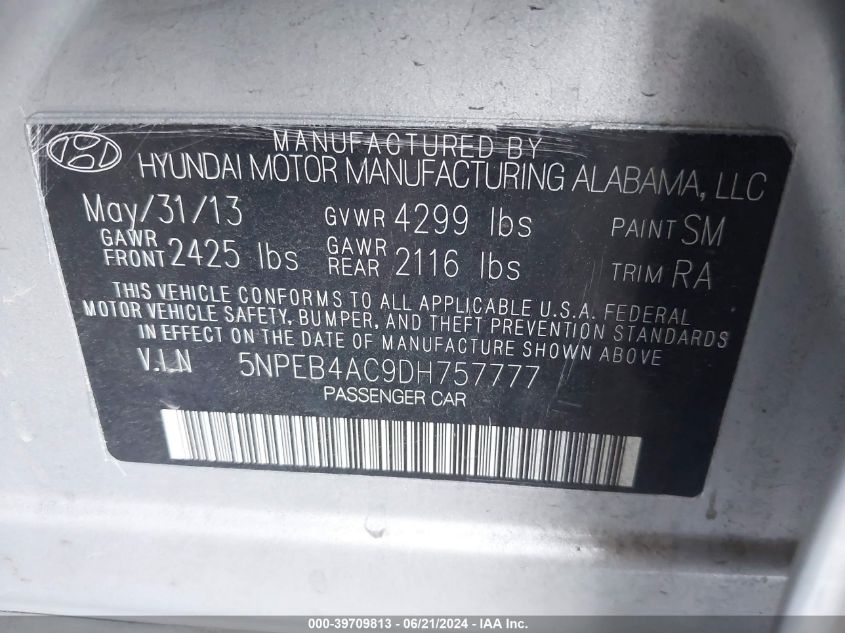 MANUFACTURED BY
HYUNDAI MOTOR MANUFACTURING ALABAMA, LLC
May/31/13 GVWR 4299 lbs PAINT SM
GAWR FRONT 2425 lbs GAWR REAR 2116 lbs TRIM RA
THIS VEHICLE CONFORMS TO ALL APPLICABLE U.S.A. FEDERAL
MOTOR VEHICLE SAFETY, BUMPER, AND THEFT PREVENTION STANDARDS
IN EFFECT ON THE DATE OF MANUFACTURE SHOWN ABOVE
V.I.N 5NPEB4AC9DH757777
PASSENGER CAR
000-39709813 - 06/21/2024 - IAA, Inc.